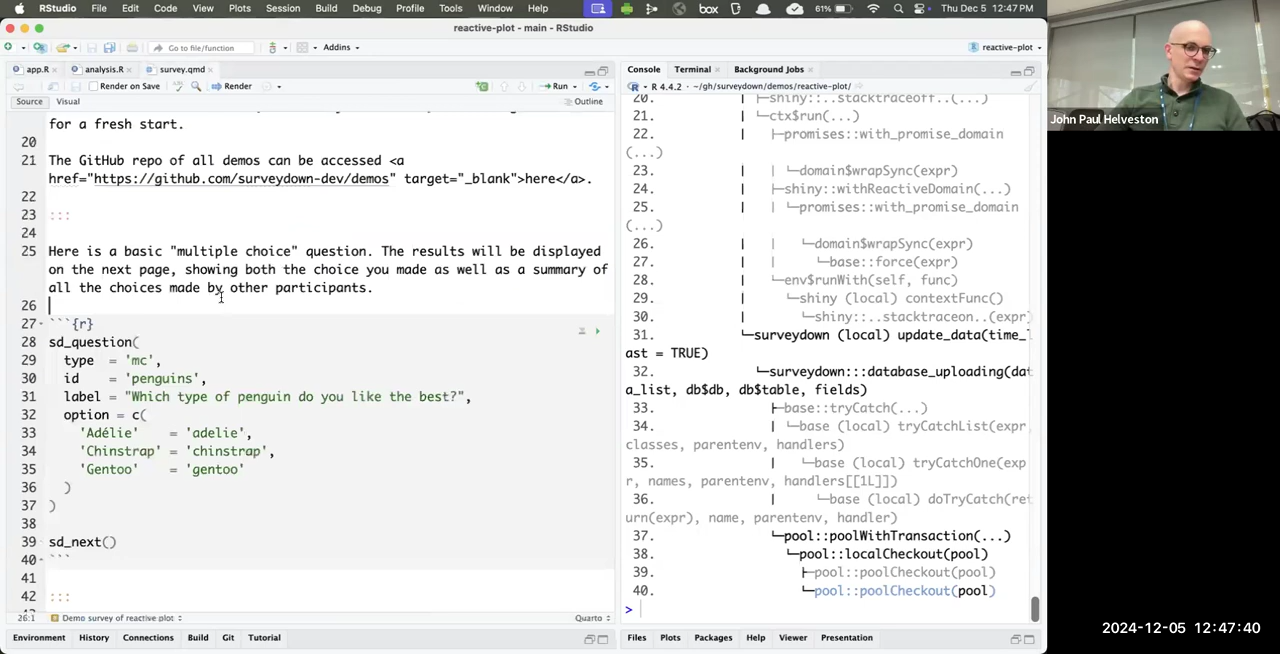 RStudio File Edit Code View Plots Session Build Debug Profile Tools Window Help box 61% Thu Dec 5 12:47 PM
reactive-plot - main - RStudio
Go to file/function Addins reactive-plot
app.R analysis.R survey.qmd
Render on Save Render Run
Source Visual Outline
for a fresh start.
20
21 The GitHub repo of all demos can be accessed <a
href="https://github.com/surveydown-dev/demos" target="_blank">here</a>.
22
23 :::
24
25 Here is a basic "multiple choice" question. The results will be displayed
on the next page, showing both the choice you made as well as a summary of
all the choices made by other participants.
26
27 ```{r}
28 sd_question(
29 type = 'mc',
30 id = 'penguins',
31 label = "Which type of penguin do you like the best?",
32 option = c(
33 'Adélie' = 'adelie',
34 'Chinstrap' = 'chinstrap',
35 'Gentoo' = 'gentoo'
36 )
37 )
38
39 sd_next()
40 ```
41
42 :::
26:1 Demo survey of reactive plot Quarto
Environment History Connections Build Git Tutorial
Console Terminal Background Jobs
R 4.4.2 · ~/gh/surveydown/demos/reactive-plot/
20. | ├─shiny::..stacktraceoff..(...)
21. | └─ctx$run(...)
22. | ├─promises::with_promise_domain
(...)
23. | | └─domain$wrapSync(expr)
24. | ├─shiny::withReactiveDomain(...)
25. | | └─promises::with_promise_domain
(...)
26. | | └─domain$wrapSync(expr)
27. | | └─base::force(expr)
28. | └─env$runWith(self, func)
29. | └─shiny (local) contextFunc()
30. | └─shiny::..stacktraceon..(expr)
31. └─surveydown (local) update_data(time_l
ast = TRUE)
32. └─surveydown:::database_uploading(dat
a_list, db$db, db$table, fields)
33. ├─base::tryCatch(...)
34. | └─base (local) tryCatchList(expr,
classes, parentenv, handlers)
35. | └─base (local) tryCatchOne(exp
r, names, parentenv, handlers[[1L]])
36. | └─base (local) doTryCatch(ret
urn(expr), name, parentenv, handler)
37. └─pool::poolWithTransaction(...)
38. └─pool::localCheckout(pool)
39. ├─pool::poolCheckout(pool)
40. └─pool::poolCheckout(pool)
>
Files Plots Packages Help Viewer Presentation
John Paul Helveston
2024-12-05 12:47:40